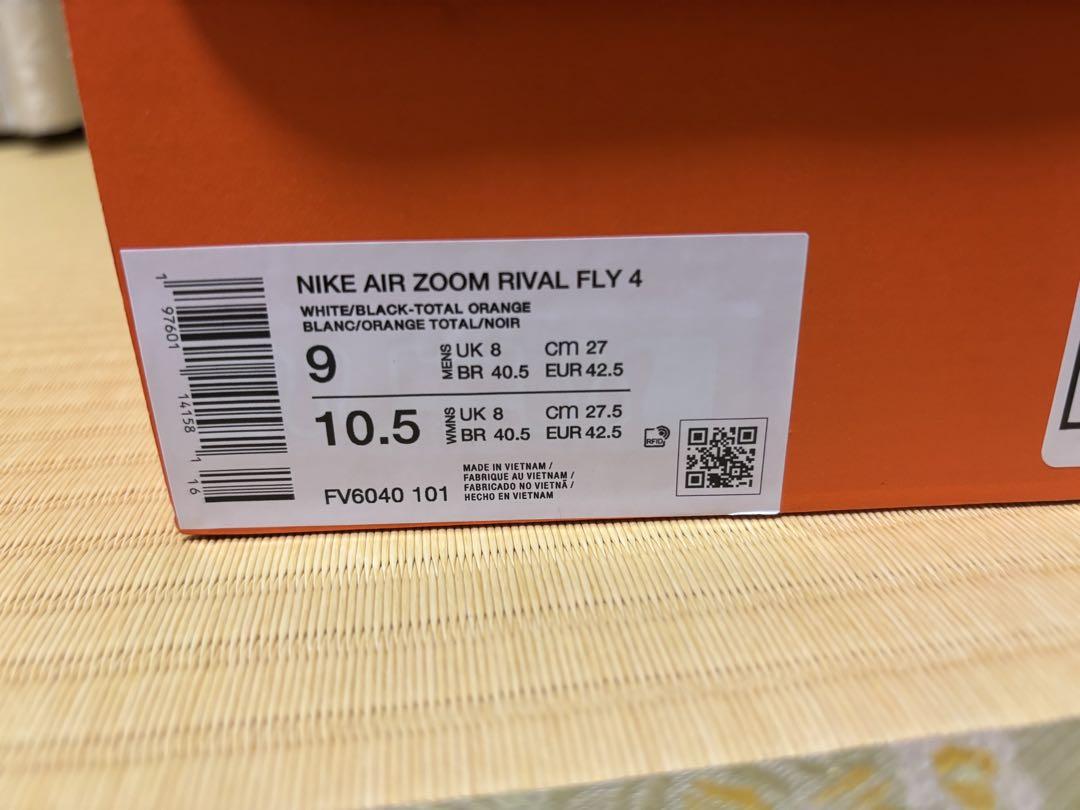 NIKE AIR ZOOM RIVAL FLY 4
WHITE/BLACK-TOTAL ORANGE
BLANC/ORANGE TOTAL/NOIR
9 MENS UK 8 cm 27
BR 40.5 EUR 42.5
10.5 WMNS UK 8 cm 27.5
BR 40.5 EUR 42.5
RFID
MADE IN VIETNAM /
FABRIQUE AU VIETNAM /
FABRICADO NO VIETNÃ /
HECHO EN VIETNAM
FV6040 101
1 97601 14158 1 16